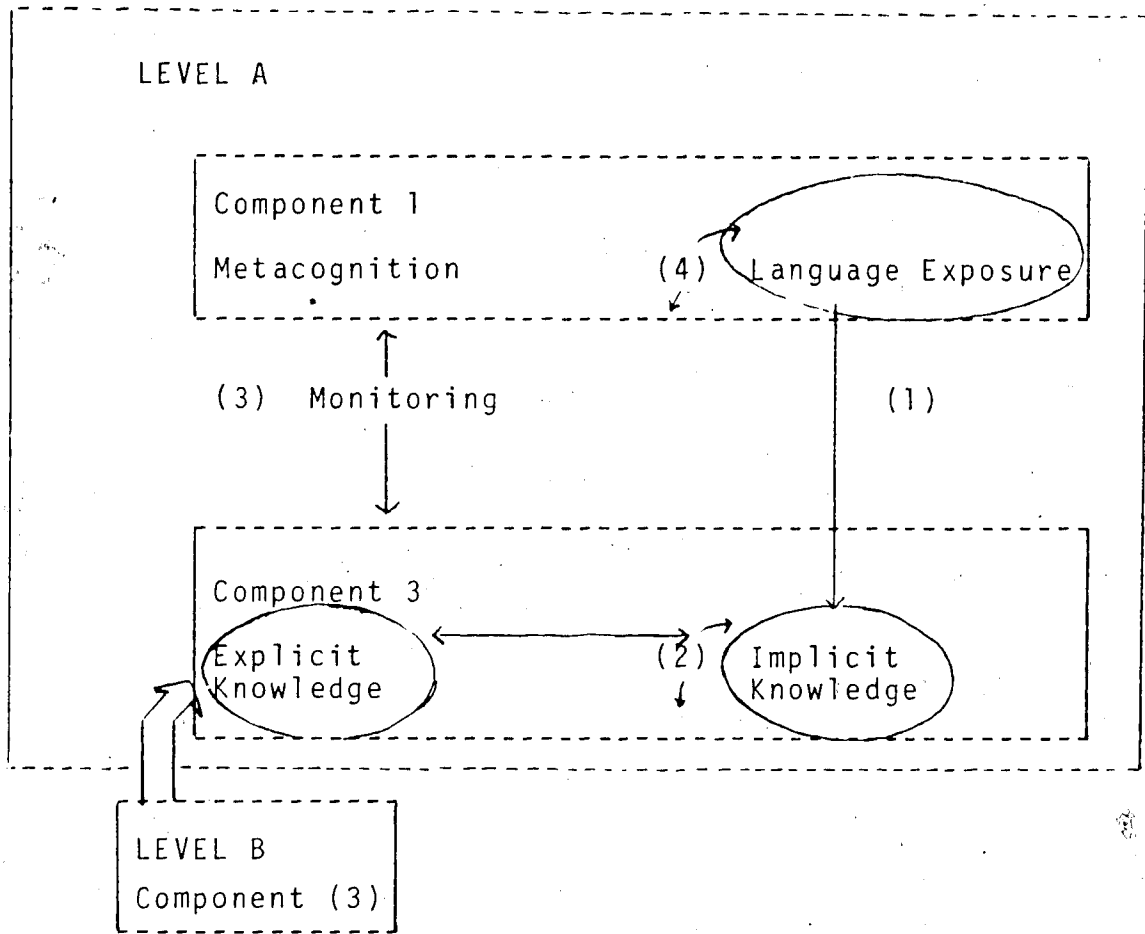 LEVEL A
Component 1
Metacognition (4) Language Exposure
(3) Monitoring (1)
Component 3
Explicit (2) Implicit
Knowledge Knowledge
LEVEL B
Component (3)